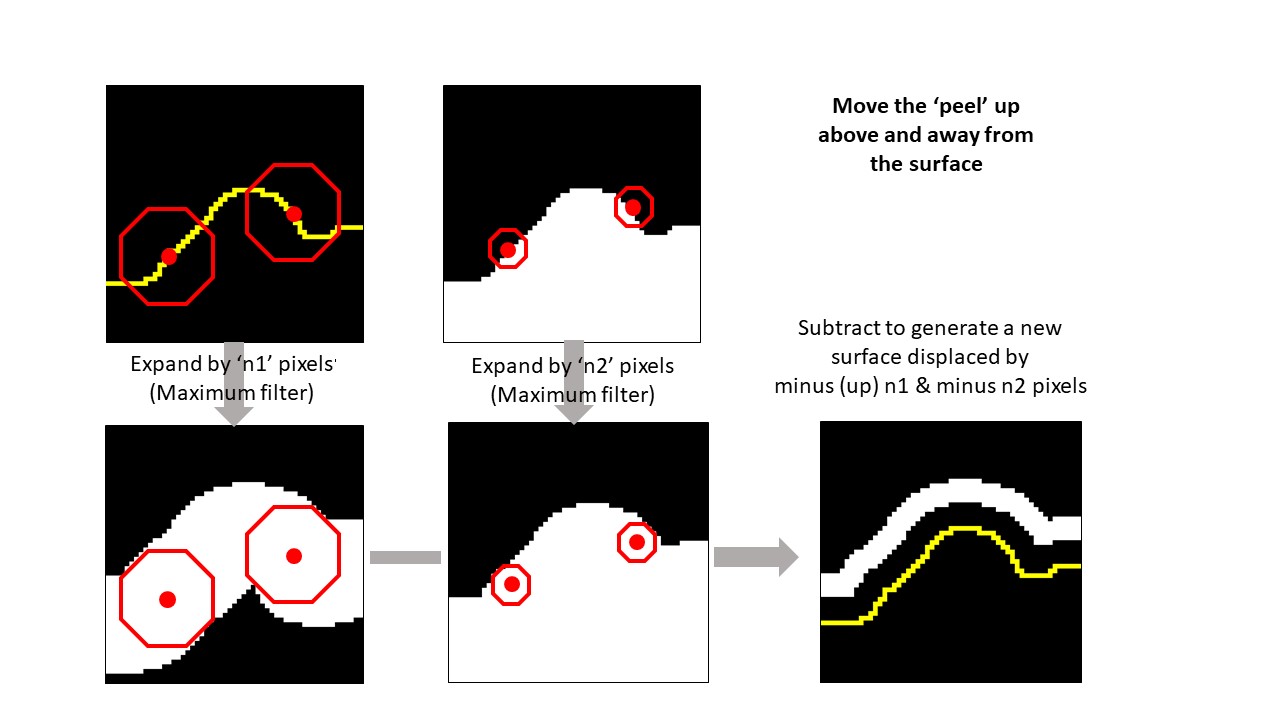 Move the ‘peel’ up
above and away from
the surface
Expand by ‘n1’ pixels‘
(Maximum filter)
Expand by ‘n2’ pixels
(Maximum filter)
Subtract to generate a new
surface displaced by
minus (up) n1 & minus n2 pixels